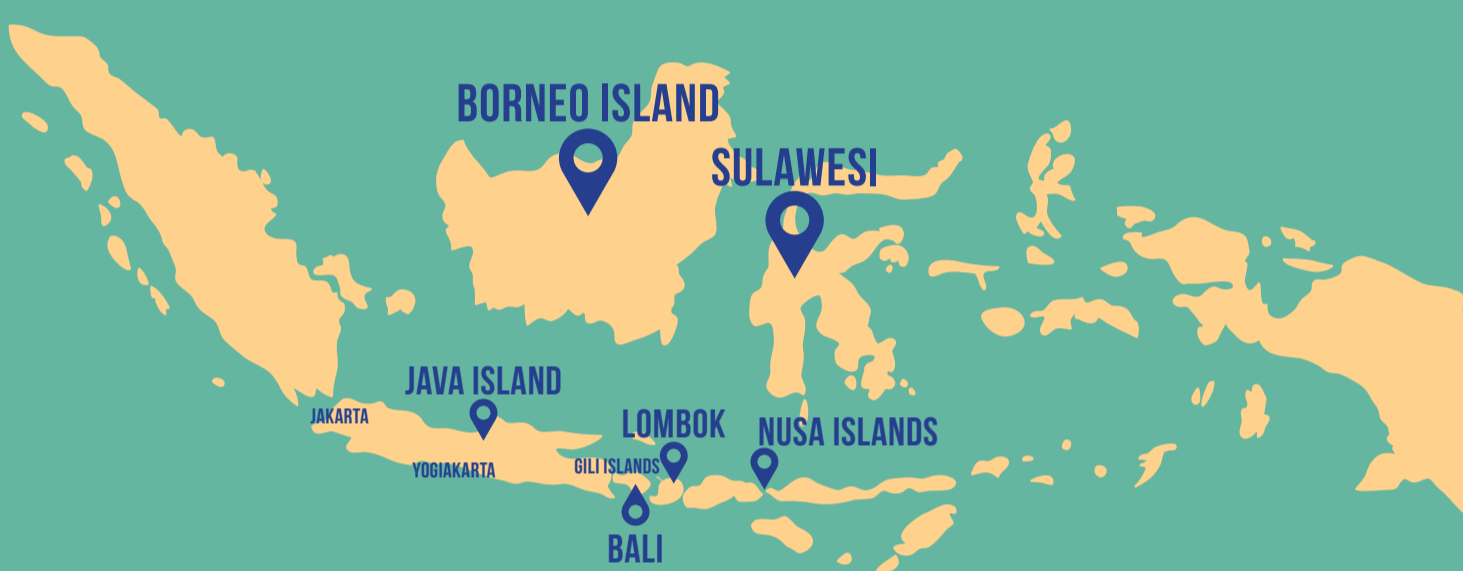 BORNEO ISLAND
SULAWESI
JAVA ISLAND
JAKARTA
LOMBOK
NUSA ISLANDS
YOGIAKARTA
GILI ISLANDS
BALI